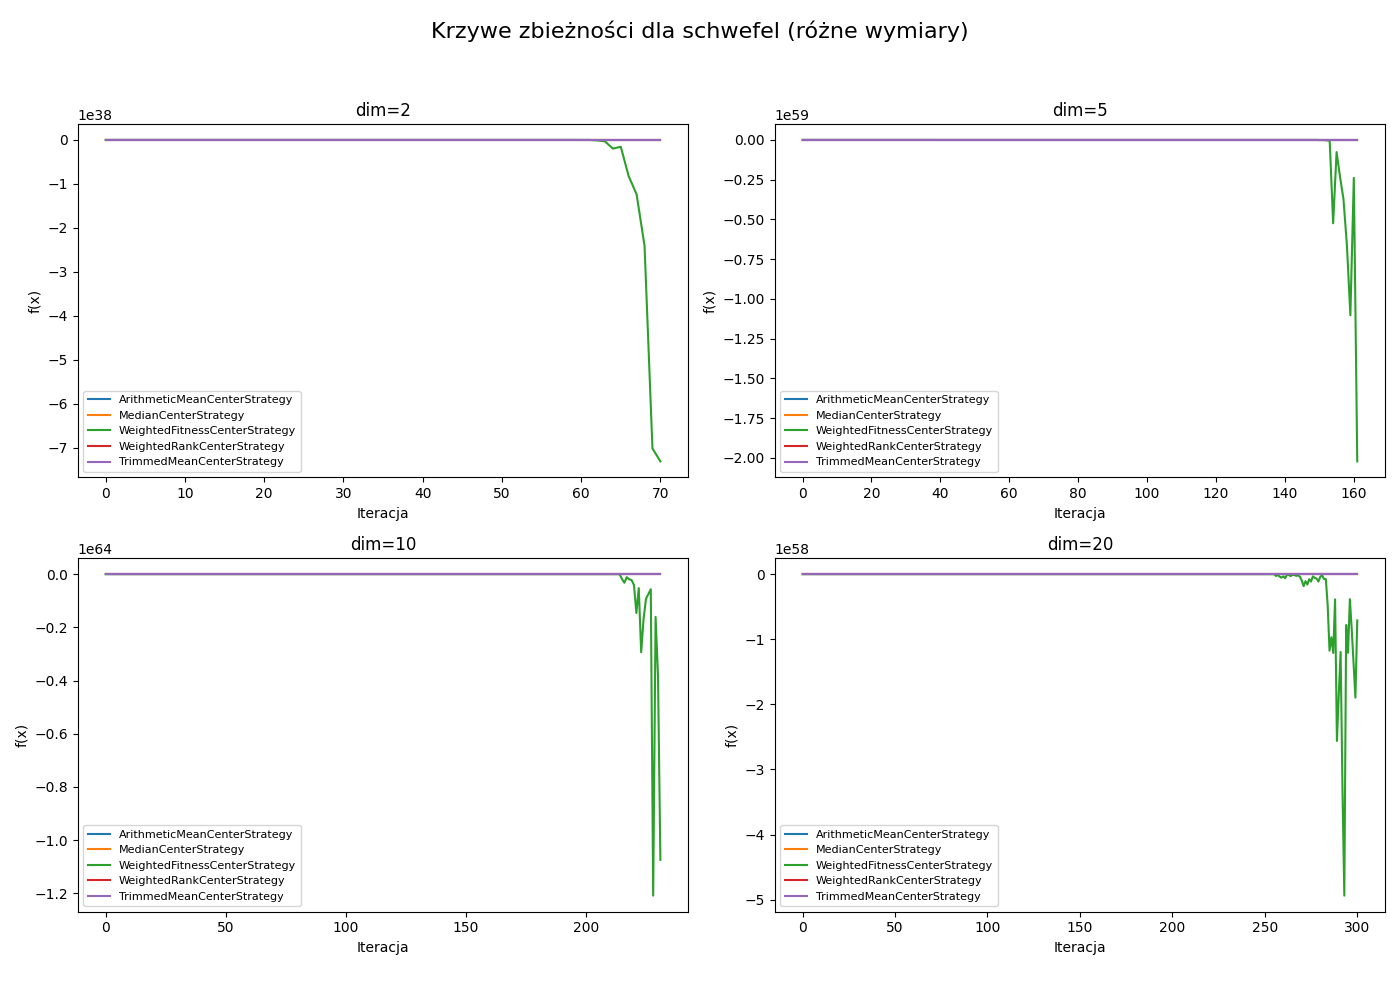 Krzywe zbieżności dla schwefel (różne wymiary)
dim=2
1e38
0
−1
−2
−3
−4
−5
−6
−7
f(x)
ArithmeticMeanCenterStrategy
MedianCenterStrategy
WeightedFitnessCenterStrategy
WeightedRankCenterStrategy
TrimmedMeanCenterStrategy
0 10 20 30 40 50 60 70
Iteracja
dim=5
1e59
0.00
−0.25
−0.50
−0.75
−1.00
−1.25
−1.50
−1.75
−2.00
f(x)
ArithmeticMeanCenterStrategy
MedianCenterStrategy
WeightedFitnessCenterStrategy
WeightedRankCenterStrategy
TrimmedMeanCenterStrategy
0 20 40 60 80 100 120 140 160
Iteracja
dim=10
1e64
0.0
−0.2
−0.4
−0.6
−0.8
−1.0
−1.2
f(x)
ArithmeticMeanCenterStrategy
MedianCenterStrategy
WeightedFitnessCenterStrategy
WeightedRankCenterStrategy
TrimmedMeanCenterStrategy
0 50 100 150 200
Iteracja
dim=20
1e58
0
−1
−2
−3
−4
−5
f(x)
ArithmeticMeanCenterStrategy
MedianCenterStrategy
WeightedFitnessCenterStrategy
WeightedRankCenterStrategy
TrimmedMeanCenterStrategy
0 50 100 150 200 250 300
Iteracja